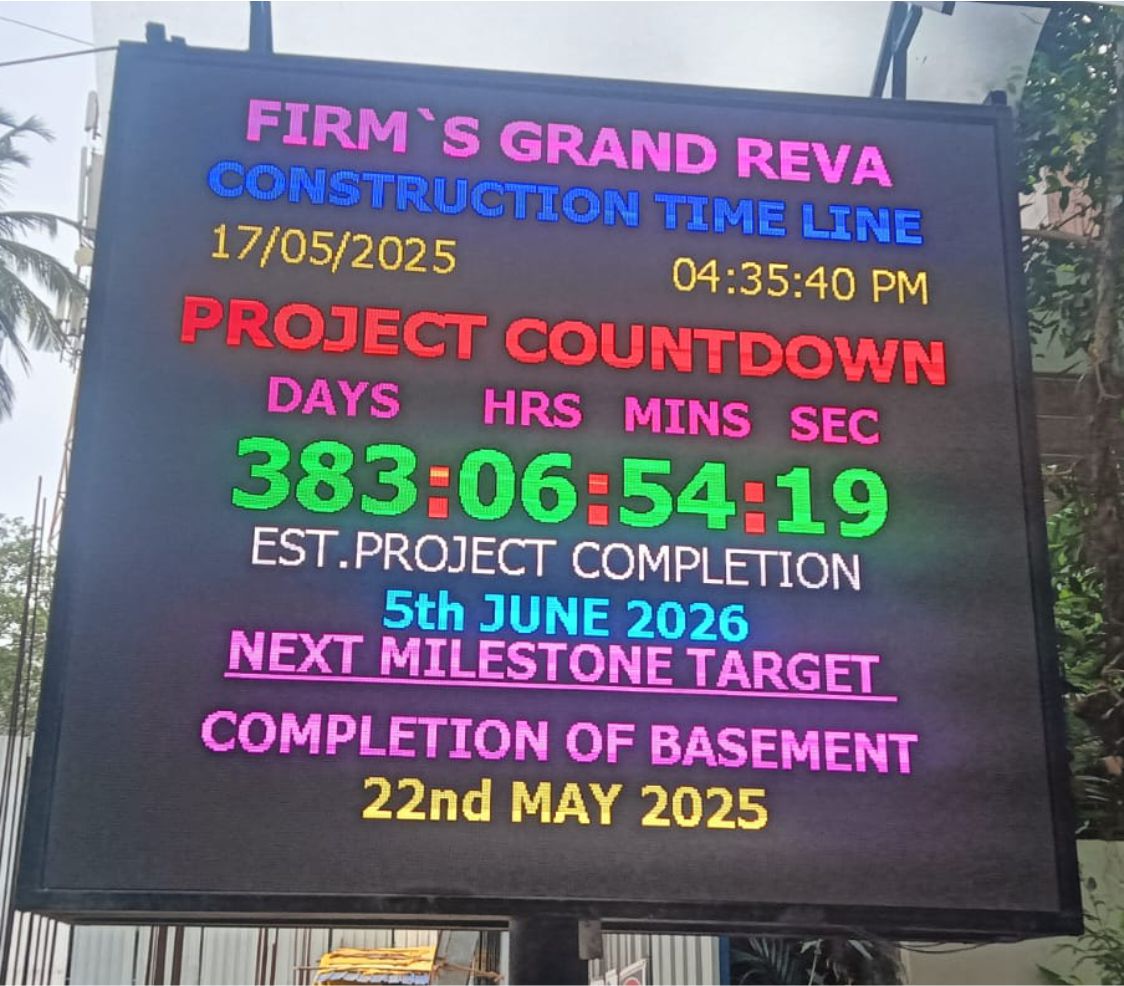 FIRM`S GRAND REVA
CONSTRUCTION TIME LINE
17/05/2025 04:35:40 PM
PROJECT COUNTDOWN
DAYS HRS MINS SEC
383:06:54:19
EST.PROJECT COMPLETION
5th JUNE 2026
NEXT MILESTONE TARGET
COMPLETION OF BASEMENT
22nd MAY 2025